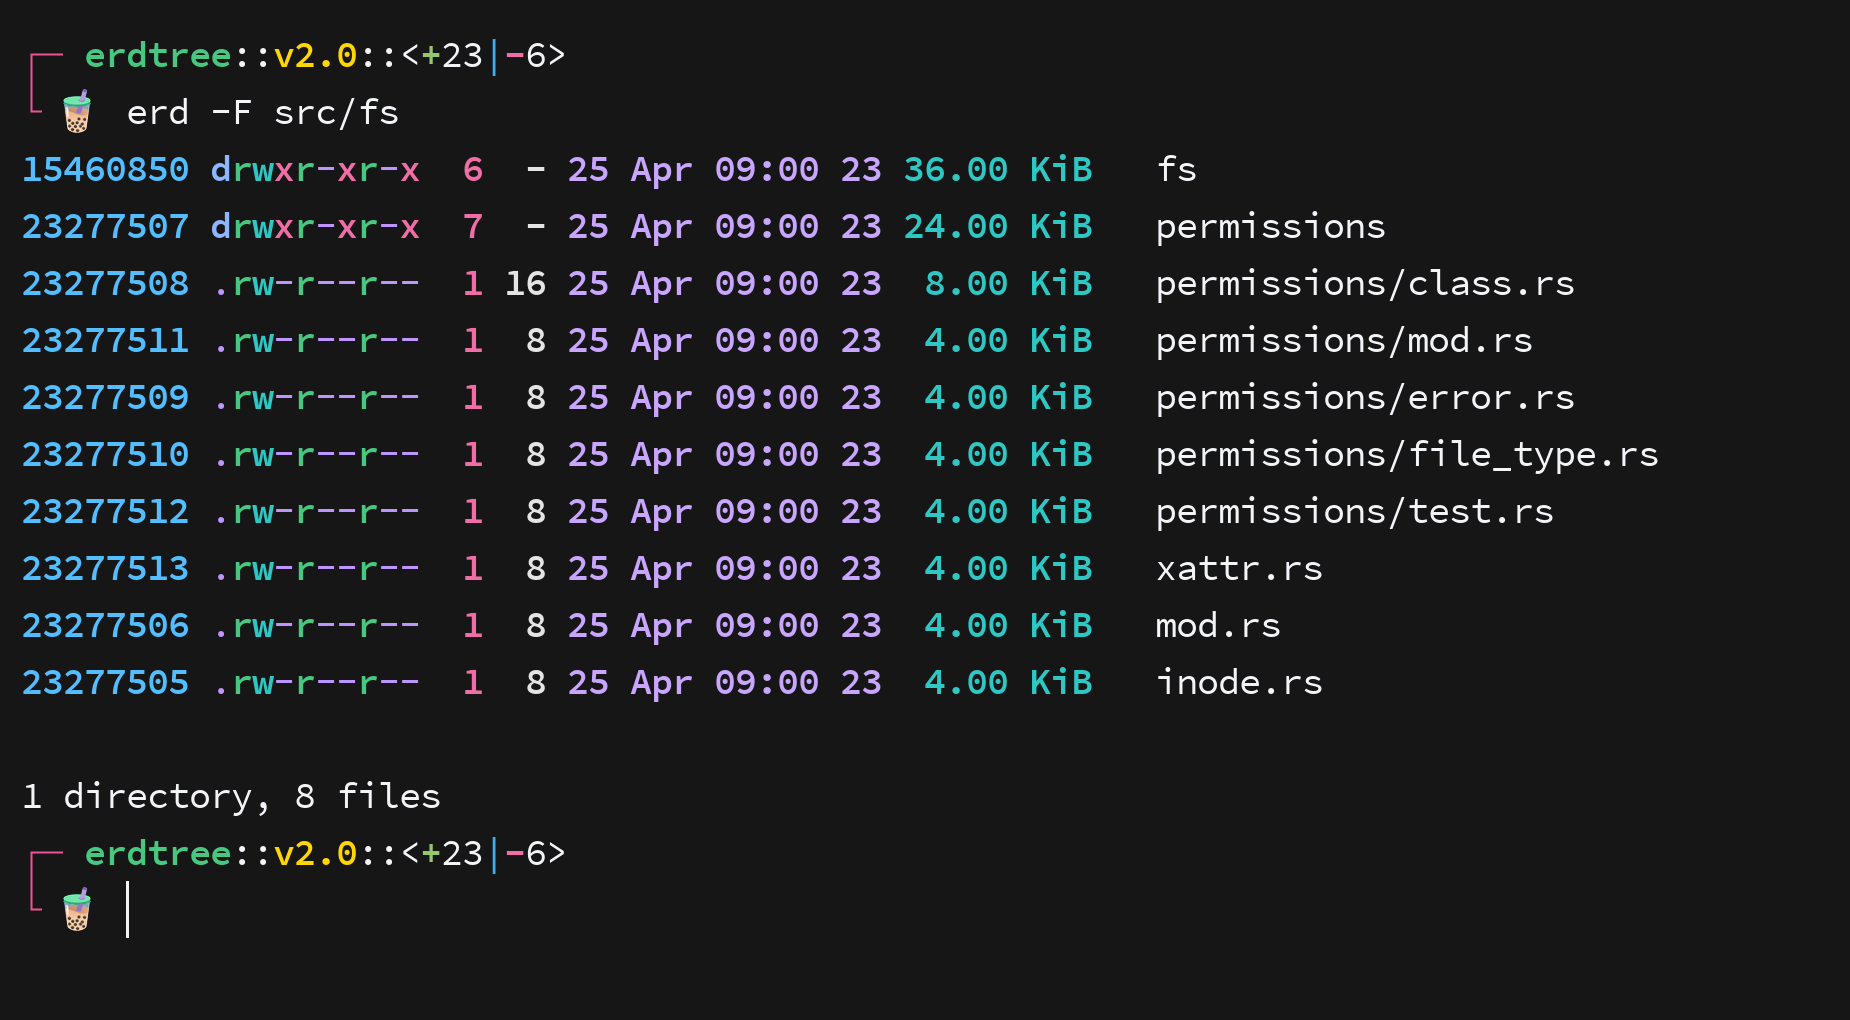 erdtree::v2.0::<+23|-6>
erd -F src/fs
15460850 drwxr-xr-x 6 - 25 Apr 09:00 23 36.00 KiB fs
23277507 drwxr-xr-x 7 - 25 Apr 09:00 23 24.00 KiB permissions
23277508 .rw-r--r-- 1 16 25 Apr 09:00 23 8.00 KiB permissions/class.rs
23277511 .rw-r--r-- 1 8 25 Apr 09:00 23 4.00 KiB permissions/mod.rs
23277509 .rw-r--r-- 1 8 25 Apr 09:00 23 4.00 KiB permissions/error.rs
23277510 .rw-r--r-- 1 8 25 Apr 09:00 23 4.00 KiB permissions/file_type.rs
23277512 .rw-r--r-- 1 8 25 Apr 09:00 23 4.00 KiB permissions/test.rs
23277513 .rw-r--r-- 1 8 25 Apr 09:00 23 4.00 KiB xattr.rs
23277506 .rw-r--r-- 1 8 25 Apr 09:00 23 4.00 KiB mod.rs
23277505 .rw-r--r-- 1 8 25 Apr 09:00 23 4.00 KiB inode.rs
1 directory, 8 files
erdtree::v2.0::<+23|-6>